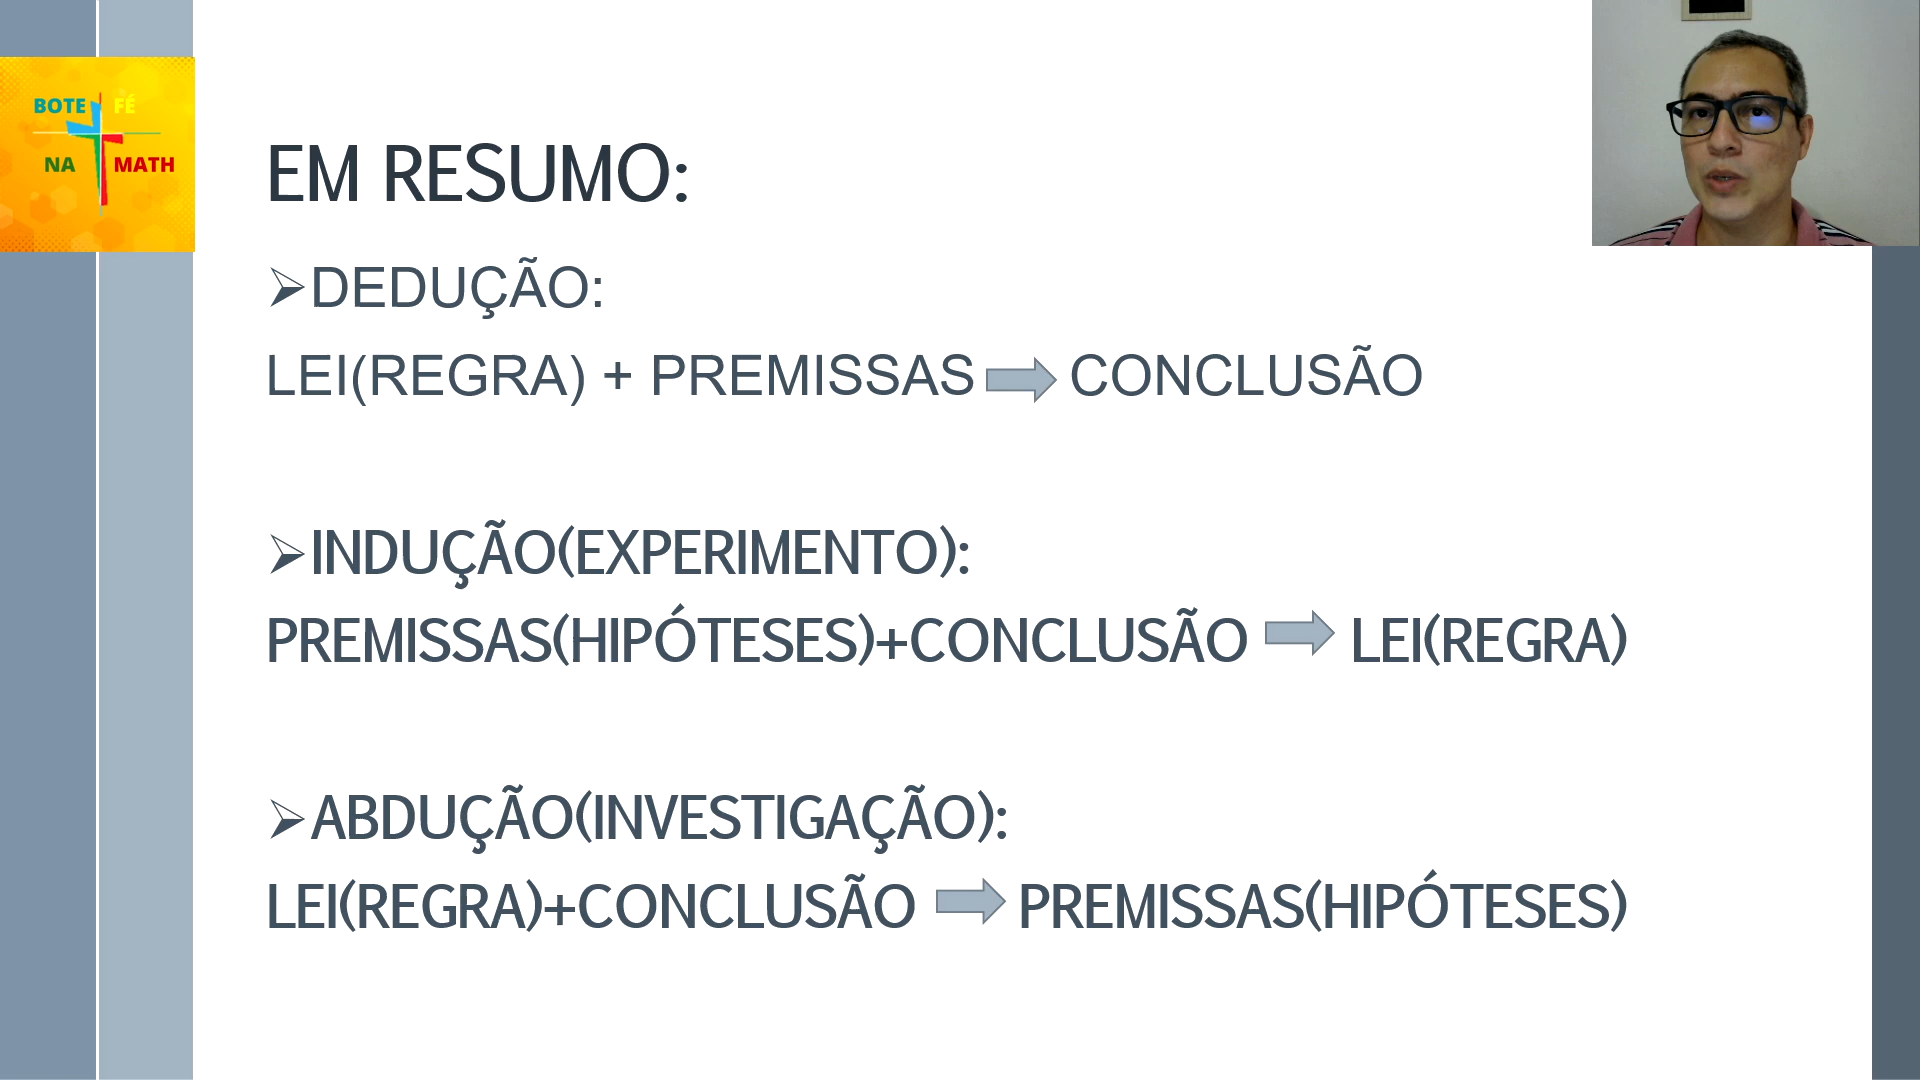 BOTE FÉ
NA MATH
EM RESUMO:
➢DEDUÇÃO:
LEI(REGRA) + PREMISSAS ➡ CONCLUSÃO
➢INDUÇÃO(EXPERIMENTO):
PREMISSAS(HIPÓTESES)+CONCLUSÃO ➡ LEI(REGRA)
➢ABDUÇÃO(INVESTIGAÇÃO):
LEI(REGRA)+CONCLUSÃO ➡ PREMISSAS(HIPÓTESES)